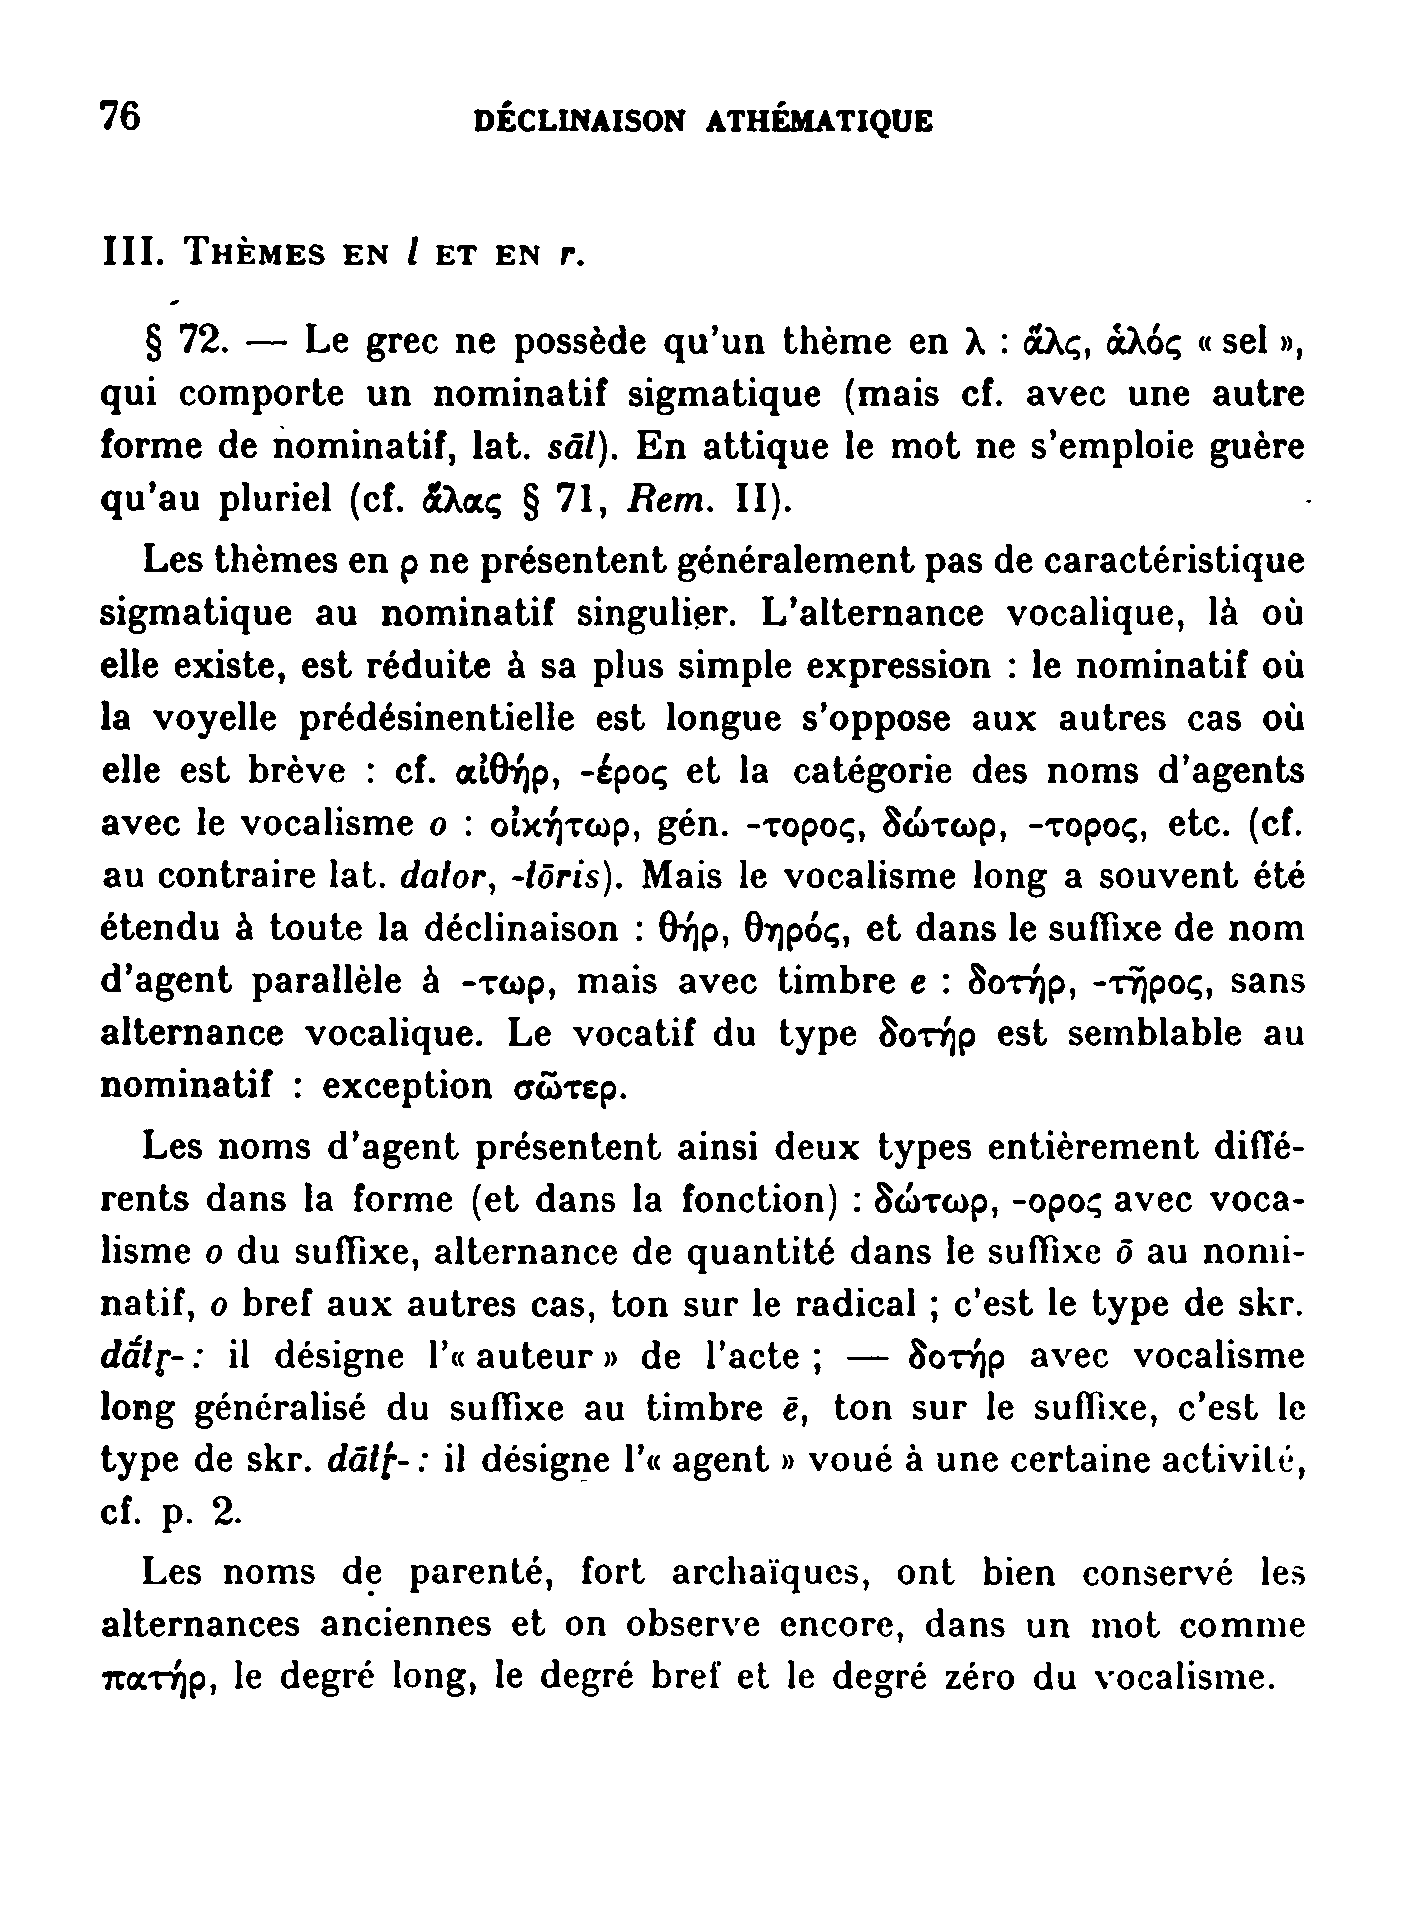 76 DÉCLINAISON ATHÉMATIQUE
III. THÈMES EN l ET EN r.
§ 72. — Le grec ne possède qu'un thème en λ : ἅλς, ἁλός « sel »,
qui comporte un nominatif sigmatique (mais cf. avec une autre
forme de nominatif, lat. sāl). En attique le mot ne s'emploie guère
qu'au pluriel (cf. ἅλας § 71, Rem. II).
Les thèmes en ρ ne présentent généralement pas de caractéristique
sigmatique au nominatif singulier. L'alternance vocalique, là où
elle existe, est réduite à sa plus simple expression : le nominatif où
la voyelle prédésinentielle est longue s'oppose aux autres cas où
elle est brève : cf. αἰθήρ, -έρος et la catégorie des noms d'agents
avec le vocalisme o : οἰκήτωρ, gén. -τορος, δώτωρ, -τορος, etc. (cf.
au contraire lat. dator, -tōris). Mais le vocalisme long a souvent été
étendu à toute la déclinaison : θήρ, θηρός, et dans le suffixe de nom
d'agent parallèle à -τωρ, mais avec timbre e : δοτήρ, -τῆρος, sans
alternance vocalique. Le vocatif du type δοτήρ est semblable au
nominatif : exception σῶτερ.
Les noms d'agent présentent ainsi deux types entièrement diffé-
rents dans la forme (et dans la fonction) : δώτωρ, -ορος avec voca-
lisme o du suffixe, alternance de quantité dans le suffixe ō au nomi-
natif, o bref aux autres cas, ton sur le radical ; c'est le type de skr.
dā́tṛ- : il désigne l'« auteur » de l'acte ; — δοτήρ avec vocalisme
long généralisé du suffixe au timbre ē, ton sur le suffixe, c'est le
type de skr. dātṛ́- : il désigne l'« agent » voué à une certaine activité,
cf. p. 2.
Les noms de parenté, fort archaïques, ont bien conservé les
alternances anciennes et on observe encore, dans un mot comme
πατήρ, le degré long, le degré bref et le degré zéro du vocalisme.